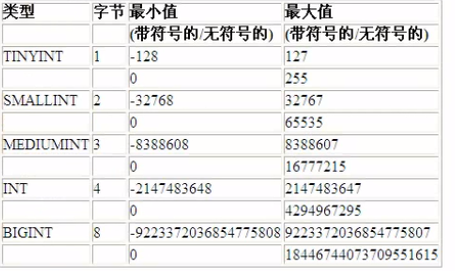 类型 字节 最小值 最大值
(带符号的/无符号的) (带符号的/无符号的)
TINYINT 1 -128 127
0 255
SMALLINT 2 -32768 32767
0 65535
MEDIUMINT 3 -8388608 8388607
0 16777215
INT 4 -2147483648 2147483647
0 4294967295
BIGINT 8 -9223372036854775808 9223372036854775807
0 18446744073709551615